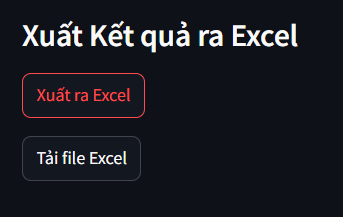 Xuất Kết quả ra Excel
Xuất ra Excel
Tải file Excel